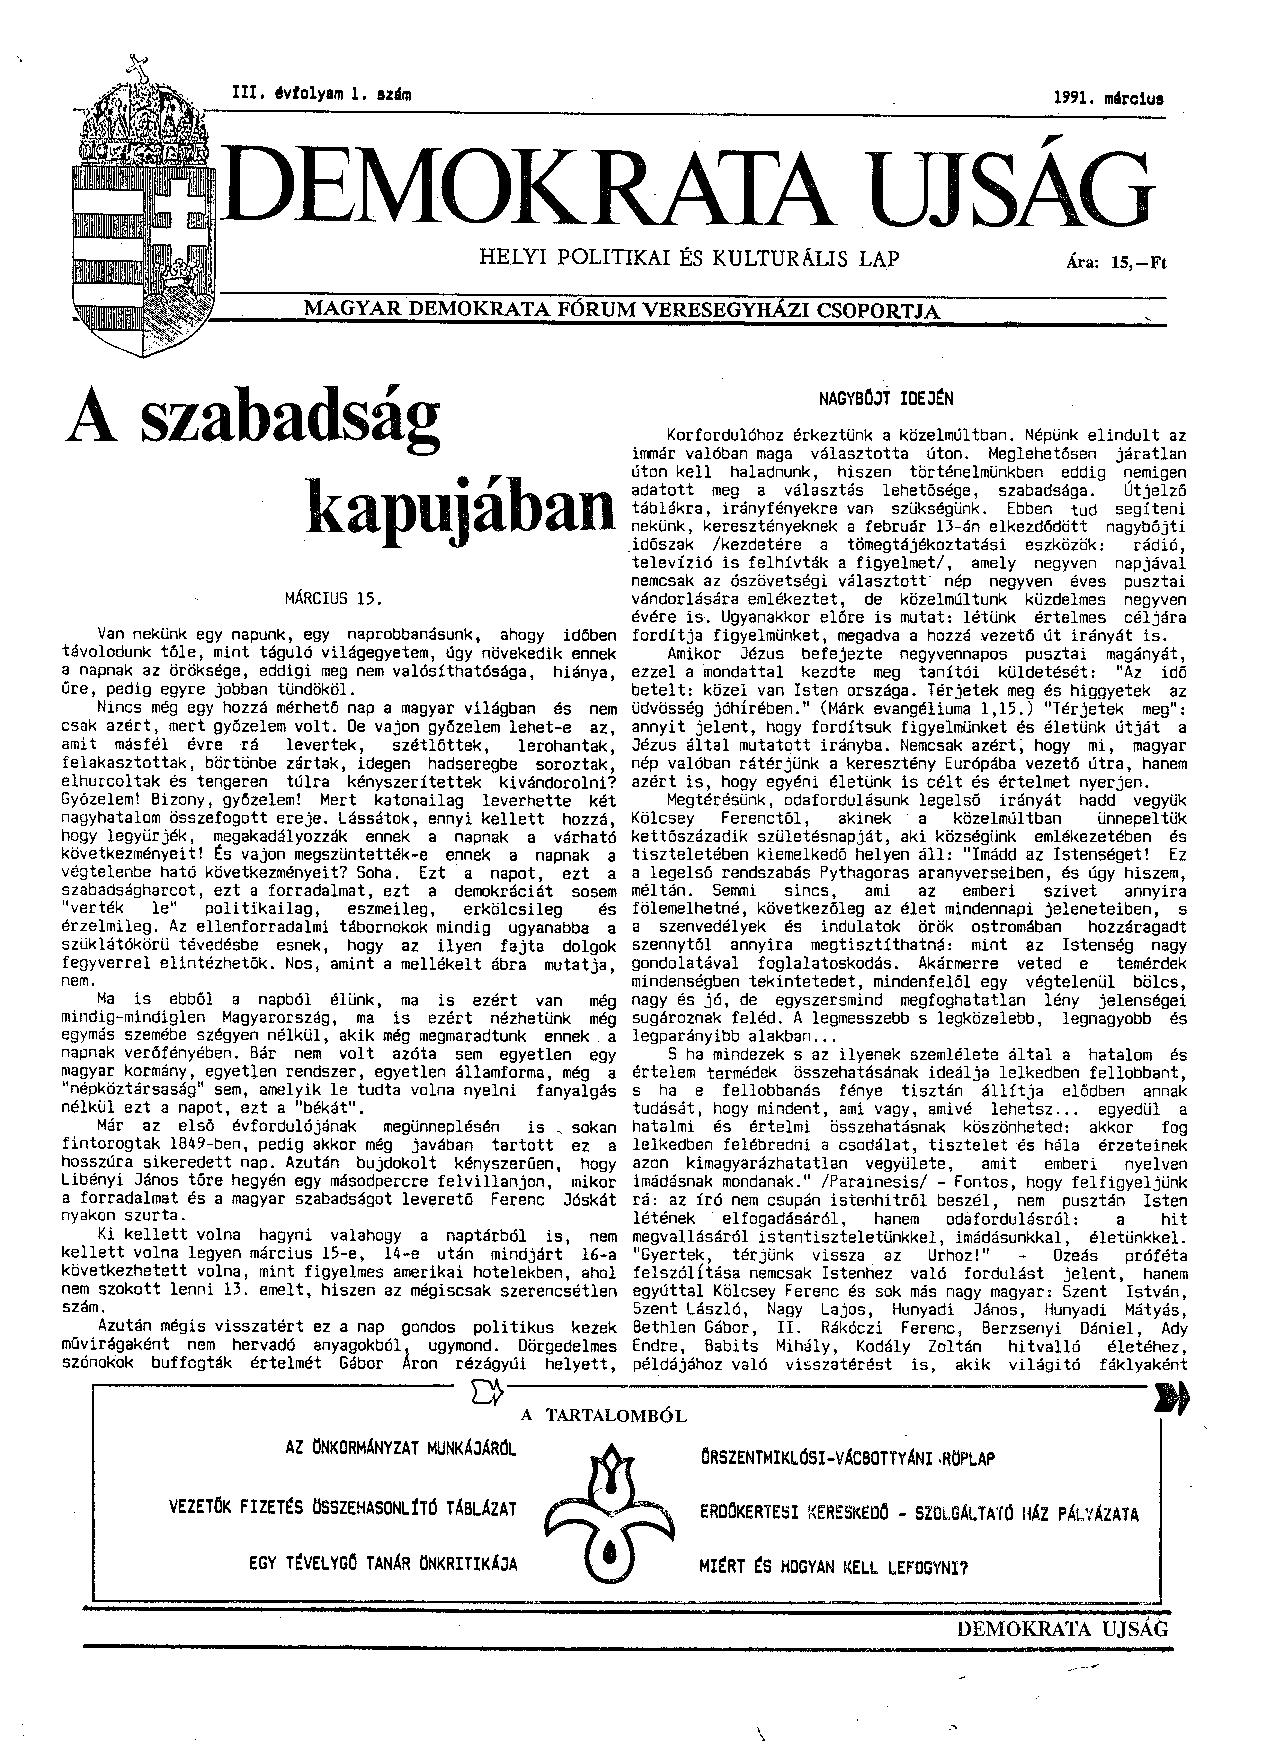 III. évfolyam 1. szám
1991. március
DEMOKRATA UJSÁG
HELYI POLITIKAI ÉS KULTURÁLIS LAP
Ára: 15,—Ft
MAGYAR DEMOKRATA FÓRUM VERESEGYHÁZI CSOPORTJA
A szabadság
kapujában
MÁRCIUS 15.
Van nekünk egy napunk, egy naprobbanásunk, ahogy időben
távolodunk tőle, mint táguló világegyetem, úgy növekedik ennek
a napnak az öröksége, eddigi meg nem valósíthatósága, hiánya,
űre, pedig egyre jobban tündököl.
Nincs még egy hozzá mérhető nap a magyar világban és nem
csak azért, mert győzelem volt. De vajon győzelem lehet-e az,
amit másfél évre rá levertek, szétlőttek, lerohantak,
felakasztottak, börtönbe zártak, idegen hadseregbe soroztak,
elhurcoltak és tengeren túlra kényszerítettek kivándorolni?
Győzelem! Bizony, győzelem! Mert katonailag leverhette két
nagyhatalom összefogott ereje. Lássátok, ennyi kellett hozzá,
hogy legyürjék, megakadályozzák ennek a napnak a várható
következményeit! És vajon megszüntették-e ennek a napnak a
végtelenbe ható következményeit? Soha. Ezt a napot, ezt a
szabadságharcot, ezt a forradalmat, ezt a demokráciát sosem
"verték le" politikailag, eszmeileg, erkölcsileg és
érzelmileg. Az ellenforradalmi tábornokok mindig ugyanabba a
szüklátókörü tévedésbe esnek, hogy az ilyen fajta dolgok
fegyverrel elintézhetők. Nos, amint a mellékelt ábra mutatja,
nem.
Ma is ebből a napból élünk, ma is ezért van még
mindig-mindiglen Magyarország, ma is ezért nézhetünk még
egymás szemébe szégyen nélkül, akik még megmaradtunk ennek a
napnak verőfényében. Bár nem volt azóta sem egyetlen egy
magyar kormány, egyetlen rendszer, egyetlen államforma, még a
"népköztársaság" sem, amelyik le tudta volna nyelni fanyalgás
nélkül ezt a napot, ezt a "békát".
Már az első évfordulójának megünneplésén is sokan
fintorogtak 1849-ben, pedig akkor még javában tartott ez a
hosszúra sikeredett nap. Azután bujdokolt kényszerűen, hogy
Libényi János tőre hegyén egy másodpercre felvillanjon, mikor
a forradalmat és a magyar szabadságot leverető Ferenc Jóskát
nyakon szurta.
Ki kellett volna hagyni valahogy a naptárból is, nem
kellett volna legyen március 15-e, 14-e után mindjárt 16-a
következhetett volna, mint figyelmes amerikai hotelekben, ahol
nem szokott lenni 13. emelt, hiszen az mégiscsak szerencsétlen
szám.
Azután mégis visszatért ez a nap gondos politikus kezek
művirágaként nem hervadó anyagokból, ugymond. Dörgedelmes
szónokok buffogták értelmét Gábor Áron rézágyúi helyett,
NAGYBÖJT IDEJÉN
Korfordulóhoz érkeztünk a közelmúltban. Népünk elindult az
immár valóban maga választotta úton. Meglehetősen járatlan
úton kell haladnunk, hiszen történelmünkben eddig nemigen
adatott meg a választás lehetősége, szabadsága. Útjelző
táblákra, irányfényekre van szükségünk. Ebben tud segíteni
nekünk, keresztényeknek a február 13-án elkezdődött nagybőjti
időszak /kezdetére a tömegtájékoztatási eszközök: rádió,
televízió is felhívták a figyelmet/, amely negyven napjával
nemcsak az ószövetségi választott nép negyven éves pusztai
vándorlására emlékeztet, de közelmúltunk küzdelmes negyven
évére is. Ugyanakkor előre is mutat: létünk értelmes céljára
fordítja figyelmünket, megadva a hozzá vezető út irányát is.
Amikor Jézus befejezte negyvennapos pusztai magányát,
ezzel a mondattal kezdte meg tanítói küldetését: "Az idő
betelt: közel van Isten országa. Térjetek meg és higgyetek az
üdvösség jóhírében." (Márk evangéliuma 1,15.) "Térjetek meg":
annyit jelent, hogy fordítsuk figyelmünket és életünk útját a
Jézus által mutatott irányba. Nemcsak azért, hogy mi, magyar
nép valóban rátérjünk a keresztény Európába vezető útra, hanem
azért is, hogy egyéni életünk is célt és értelmet nyerjen.
Megtérésünk, odafordulásunk legelső irányát hadd vegyük
Kölcsey Ferenctől, akinek a közelmúltban ünnepeltük
kettőszázadik születésnapját, aki községünk emlékezetében és
tiszteletében kiemelkedő helyen áll: "Imádd az Istenséget! Ez
a legelső rendszabás Pythagoras aranyverseiben, és úgy hiszem,
méltán. Semmi sincs, ami az emberi szivet annyira
fölemelhetné, következőleg az élet mindennapi jeleneteiben, s
a szenvedélyek és indulatok örök ostromában hozzáragadt
szennytől annyira megtisztíthatná: mint az Istenség nagy
gondolatával foglalatoskodás. Akármerre veted e temérdek
mindenségben tekintetedet, mindenfelől egy végtelenül bölcs,
nagy és jó, de egyszersmind megfoghatatlan lény jelenségei
sugároznak feléd. A legmesszebb s legközelebb, legnagyobb és
legparányibb alakban...
S ha mindezek s az ilyenek szemlélete által a hatalom és
értelem termédek összehatásának ideálja lelkedben fellobbant,
s ha e fellobbanás fénye tisztán állítja elődben annak
tudását, hogy mindent, ami vagy, amivé lehetsz... egyedül a
hatalmi és értelmi összehatásnak köszönheted: akkor fog
lelkedben felébredni a csodálat, tisztelet és hála érzeteinek
azon kimagyarázhatatlan vegyülete, amit emberi nyelven
imádásnak mondanak." /Parainesis/ - Fontos, hogy felfigyeljünk
rá: az író nem csupán istenhitről beszél, nem pusztán Isten
létének elfogadásáról, hanem odafordulásról: a hit
megvallásáról istentiszteletünkkel, imádásunkkal, életünkkel.
"Gyertek, térjünk vissza az Urhoz!" - Ozeás próféta
felszólítása nemcsak Istenhez való fordulást jelent, hanem
egyúttal Kölcsey Ferenc és sok más nagy magyar: Szent István,
Szent László, Nagy Lajos, Hunyadi János, Hunyadi Mátyás,
Bethlen Gábor, II. Rákóczi Ferenc, Berzsenyi Dániel, Ady
Endre, Babits Mihály, Kodály Zoltán hitvalló életéhez,
példájához való visszatérést is, akik világitó fáklyaként
A TARTALOMBÓL
AZ ÖNKORMÁNYZAT MUNKÁJÁRÓL
VEZETŐK FIZETÉS ÖSSZEHASONLÍTÓ TÁBLÁZAT
EGY TÉVELYGŐ TANÁR ÖNKRITIKÁJA
ŐRSZENTMIKLÓSI-VÁCBOTTYÁNI RÖPLAP
ERDŐKERTESI KERESKEDŐ - SZOLGÁLTATÓ HÁZ PÁLYÁZATA
MIÉRT ÉS HOGYAN KELL LEFOGYNI?
DEMOKRATA UJSÁG